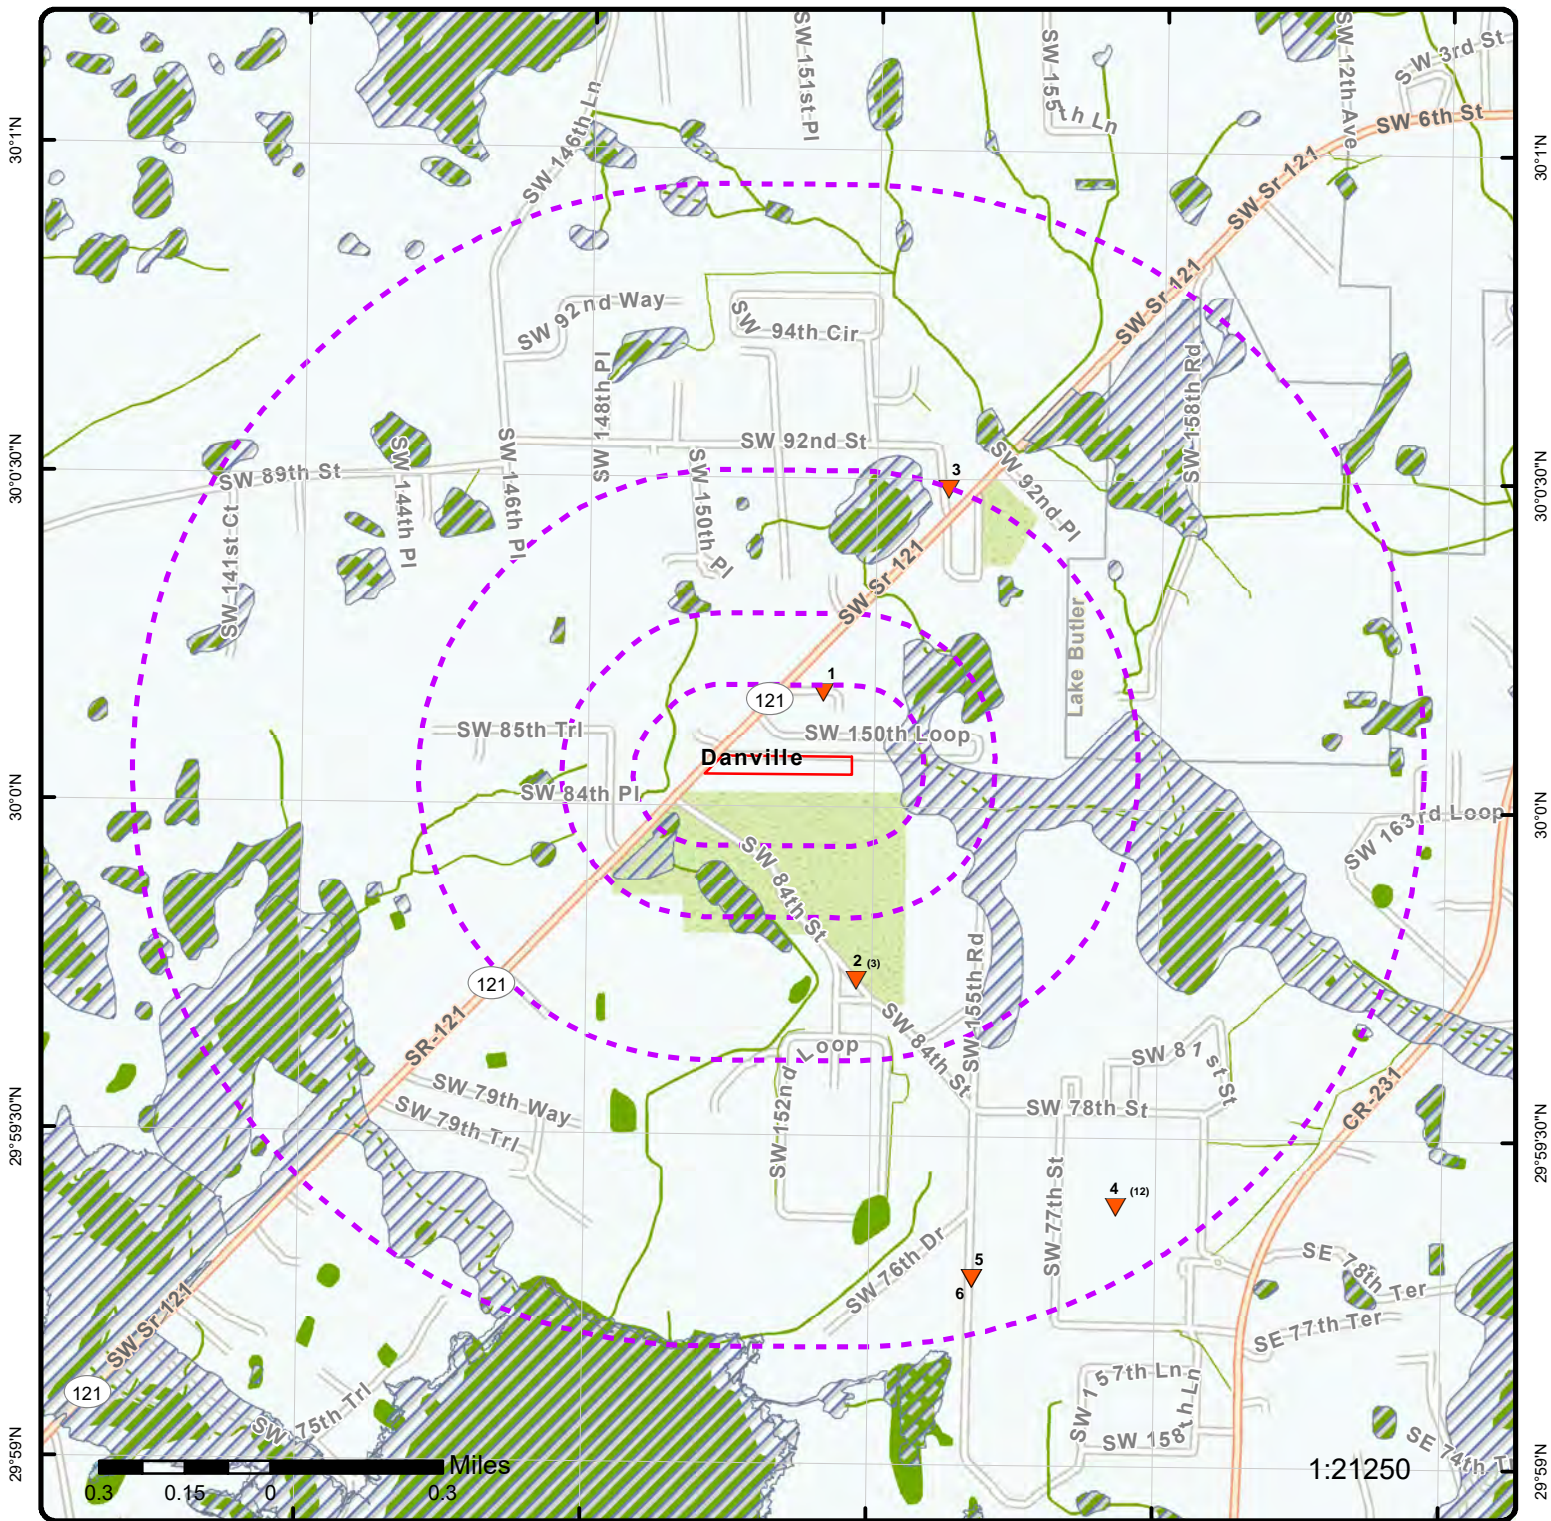 SW 151st Pl
SW 155th Ln
SW 12th Ave
SW 3rd St
SW 6th St
30°1'N
30°1'N
SW 146th Ln
SW Sr 121
SW Sr 121
SW 92nd Way
SW 94th Cir
SW 148th Pl
SW 158th Rd
SW 92nd St
SW 89th St
SW 144th Pl
SW 146th Pl
SW 150th Pl
3
SW 92nd Pl
30°0'30"N
30°0'30"N
SW 141st Ct
SW Sr 121
Lake Butler
1
121
SW 85th Trl
SW 150th Loop
Danville
SW 84th Pl
30°0'N
30°0'N
SW 163rd Loop
SW 84th St
2 (3)
121
SW 155th Rd
SR-121
SW 84th St
SW 152nd Loop
SW 81st St
SW 79th Way
SW 79th Trl
SW 78th St
CR-231
29°59'30"N
29°59'30"N
SW 77th St
4 (12)
SW 76th Dr
5
6
SE 78th Ter
SE 77th Ter
SW Sr 121
121
SW 75th Trl
SW 157th Ln
SW 158th Ln
SE 74th T
29°59'N
29°59'N
Miles
0.3 0.15 0 0.3
1:21250